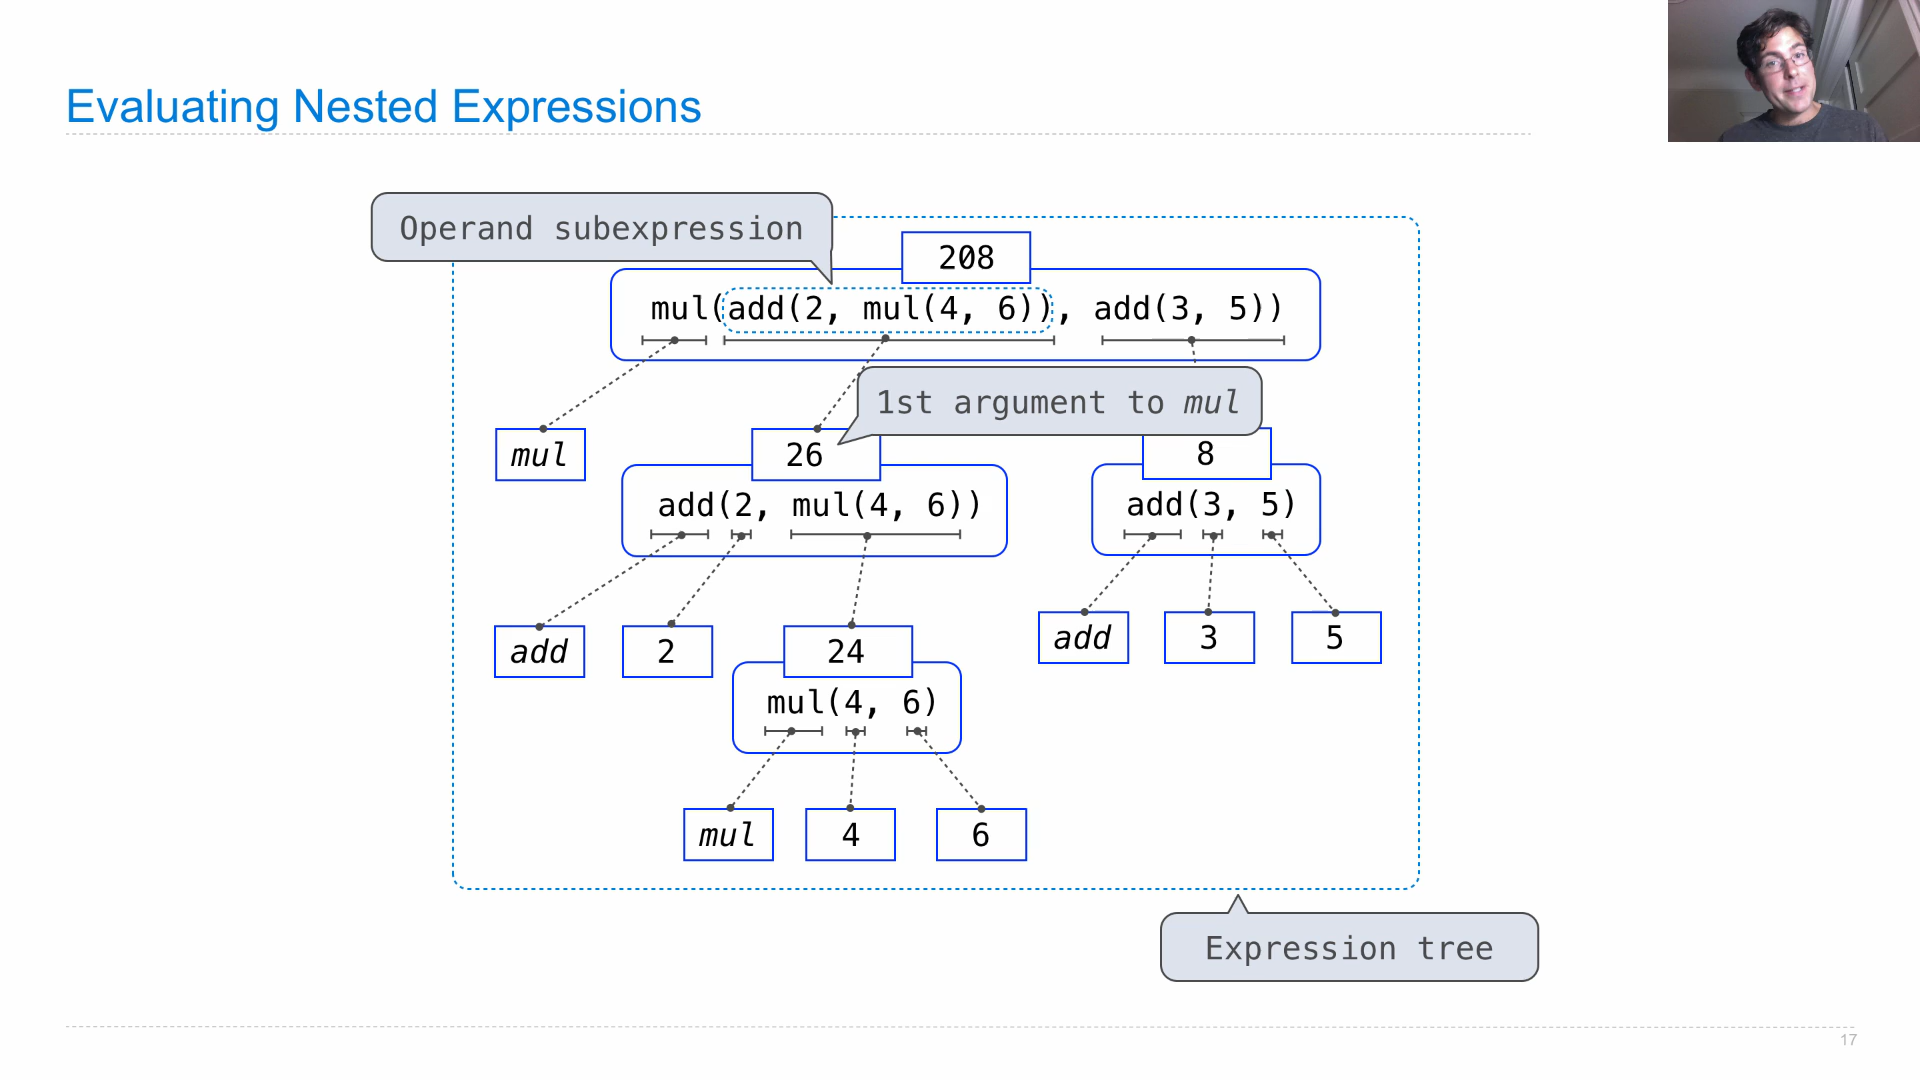 Evaluating Nested Expressions
Operand subexpression
208
mul(add(2, mul(4, 6)), add(3, 5))
1st argument to mul
mul
26
8
add(2, mul(4, 6))
add(3, 5)
add
2
24
add
3
5
mul(4, 6)
mul
4
6
Expression tree
17